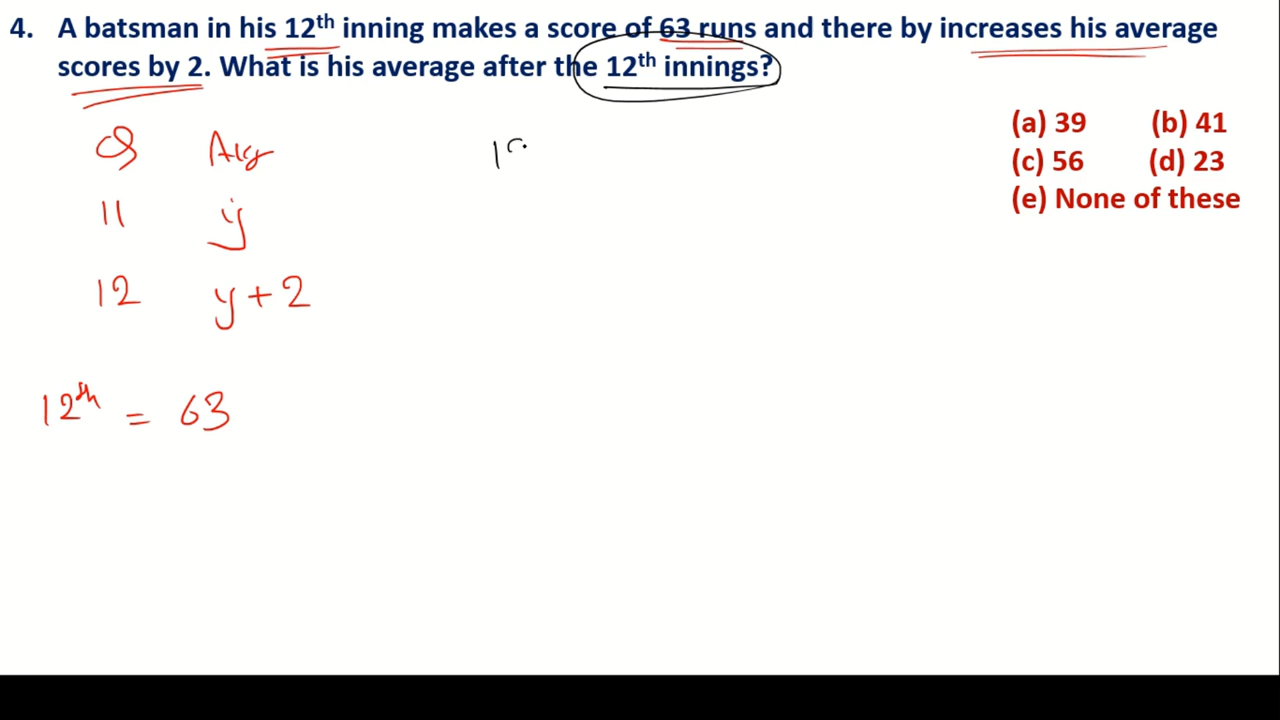 4. A batsman in his 12th inning makes a score of 63 runs and there by increases his average
scores by 2. What is his average after the 12th innings?
(a) 39 (b) 41
(c) 56 (d) 23
(e) None of these
Avg
11 y
12 y + 2
12th = 63